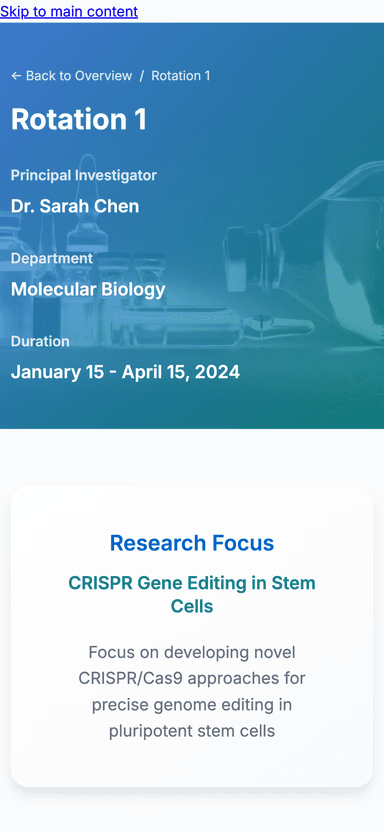 Skip to main content
← Back to Overview / Rotation 1
Rotation 1
Principal Investigator
Dr. Sarah Chen
Department
Molecular Biology
Duration
January 15 - April 15, 2024
Research Focus
CRISPR Gene Editing in Stem
Cells
Focus on developing novel
CRISPR/Cas9 approaches for
precise genome editing in
pluripotent stem cells